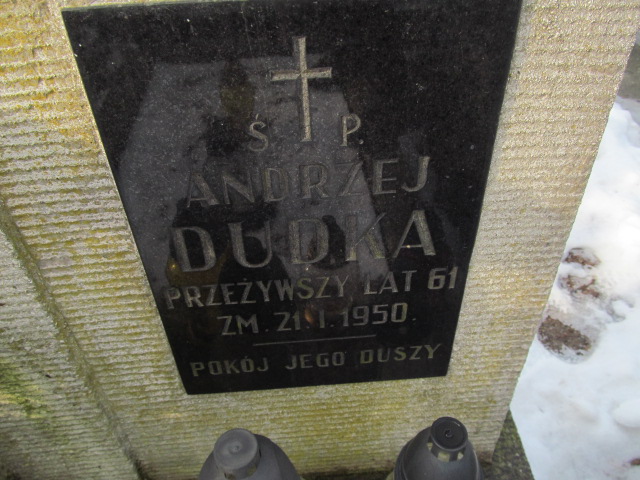 Ś. P.
ANDRZEJ
DUDKA
PRZEŻYWSZY LAT 61
ZM. 21.I.1950.
POKÓJ JEGO DUSZY